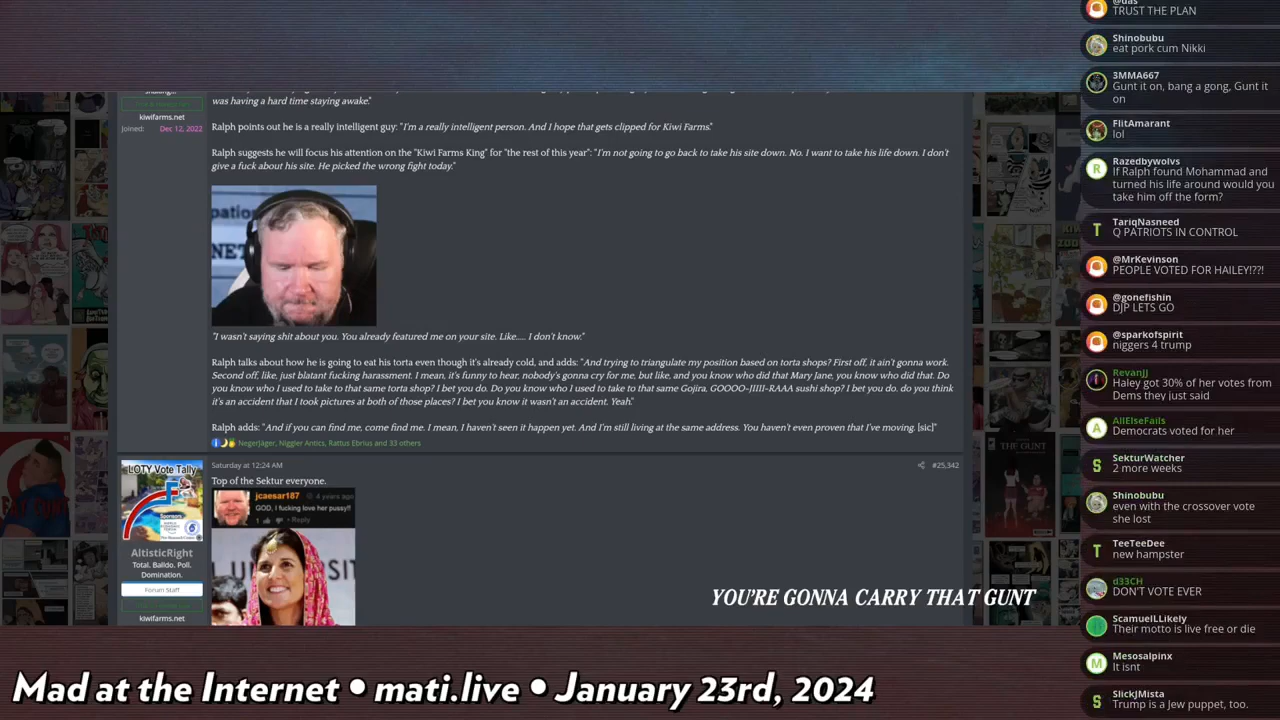 kiwifarms.net
Joined: Dec 12, 2022
was having a hard time staying awake."
Ralph points out he is a really intelligent guy: "I'm a really intelligent person. And I hope that gets clipped for Kiwi Farms."
Ralph suggests he will focus his attention on the "Kiwi Farms King" for "the rest of this year": "I'm not going to go back to take his site down. No. I want to take his life down. I don't
give a fuck about his site. He picked the wrong fight today."
"I wasn't saying shit about you. You already featured me on your site. Like..... I don't know."
Ralph talks about how he is going to eat his torta even though it's already cold, and adds: "And trying to triangulate my position based on torta shops? First off, it ain't gonna work.
Second off, like, just blatant fucking harassment. I mean, it's funny to hear, nobody's gonna cry for me, but like, and you know who did that Mary Jane, you know who did that. Do
you know who I used to take to that same torta shop? I bet you do. Do you know who I used to take to that same Gojira. GOOOO-JIIII-RAAA sushi shop? I bet you do. do you think
it's an accident that I took pictures at both of those places? I bet you know it wasn't an accident. Yeah."
Ralph adds: "And if you can find me, come find me. I mean, I haven't seen it happen yet. And I'm still living at the same address. You haven't even proven that I've moving. [sic]"
NegerJäger, Niggler Antics, Rattus Ebrius and 33 others
Saturday at 12:24 AM
#25,342
Top of the Sektur everyone.
LOTY Vote Tally
Sponsors:
AltisticRight
Total. Balldo. Poll.
Domination.
Forum Staff
kiwifarms.net
jcaesar187 4 years ago
GOD, I fucking love her pussy!!
1 Reply
YOU'RE GONNA CARRY THAT GUNT
THE GUNT
Mad at the Internet • mati.live • January 23rd, 2024
TRUST THE PLAN
Shinobubu
eat pork cum Nikki
3MMA667
Gunt it on, bang a gong, Gunt it
on
FlitAmarant
lol
Razedbywolvs
If Ralph found Mohammad and
turned his life around would you
take him off the form?
TariqNasneed
Q PATRIOTS IN CONTROL
@MrKevinson
PEOPLE VOTED FOR HAILEY!??!
@gonefishin
DJP LETS GO
@sparkofspirit
niggers 4 trump
RevanJJ
Haley got 30% of her votes from
Dems they just said
AllElseFails
Democrats voted for her
SekturWatcher
2 more weeks
Shinobubu
even with the crossover vote
she lost
TeeTeeDee
new hampster
d33CH
DON'T VOTE EVER
ScamuelLLikely
Their motto is live free or die
Mesosalpinx
It isnt
SlickJMista
Trump is a Jew puppet, too.